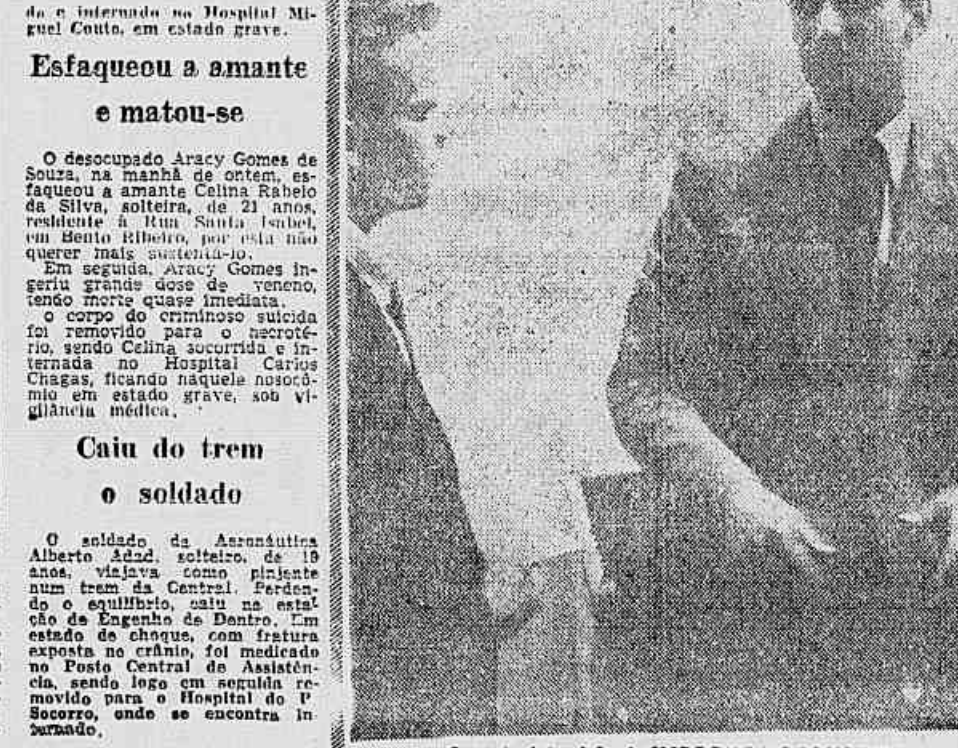 do e internado no Hospital Mi-
guel Couto, em estado grave.
Esfaqueou a amante
e matou-se
O desocupado Aracy Gomes de
Souza, na manhã de ontem, es-
faqueou a amante Celina Rabelo
da Silva, solteira, de 21 anos,
residente à Rua Santa Isabel,
em Bento Ribeiro, por esta não
querer mais sustentá-lo.
Em seguida, Aracy Gomes in-
geriu grande dose de veneno,
tendo morte quase imediata.
o corpo do criminoso suicida
foi removido para o necroté-
rio, sendo Celina socorrida e in-
ternada no Hospital Carlos
Chagas, ficando naquele nosocô-
mio em estado grave, sob vi-
gilância médica.
Caiu do trem
o soldado
O soldado da Aeronáutica
Alberto Adad, solteiro, de 19
anos, viajava como pinjente
num trem da Central. Perden-
do o equilíbrio, caiu na esta-
ção de Engenho de Dentro. Em
estado de choque, com fratura
exposta no crânio, foi medicado
no Posto Central de Assistên-
cia, sendo logo em seguida re-
movido para o Hospital do P.
Socorro, onde se encontra in-
ternado.